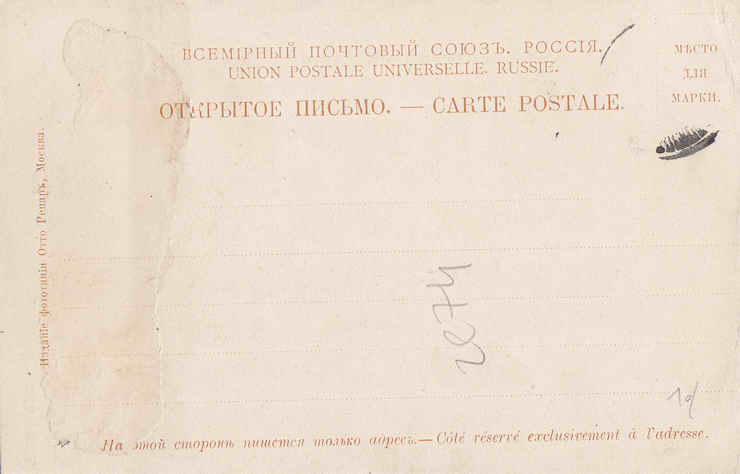 ВСЕМІРНЫЙ ПОЧТОВЫЙ СОЮЗЪ. РОССІЯ.
UNION POSTALE UNIVERSELLE. RUSSIE.
ОТКРЫТОЕ ПИСЬМО. — CARTE POSTALE.
МѢСТО
ДЛЯ
МАРКИ.
Изданіе фототипіи Отто Ренаръ, Москва.
2874
На этой сторонѣ пишется только адресъ. — Côté réservé exclusivement à l'adresse.